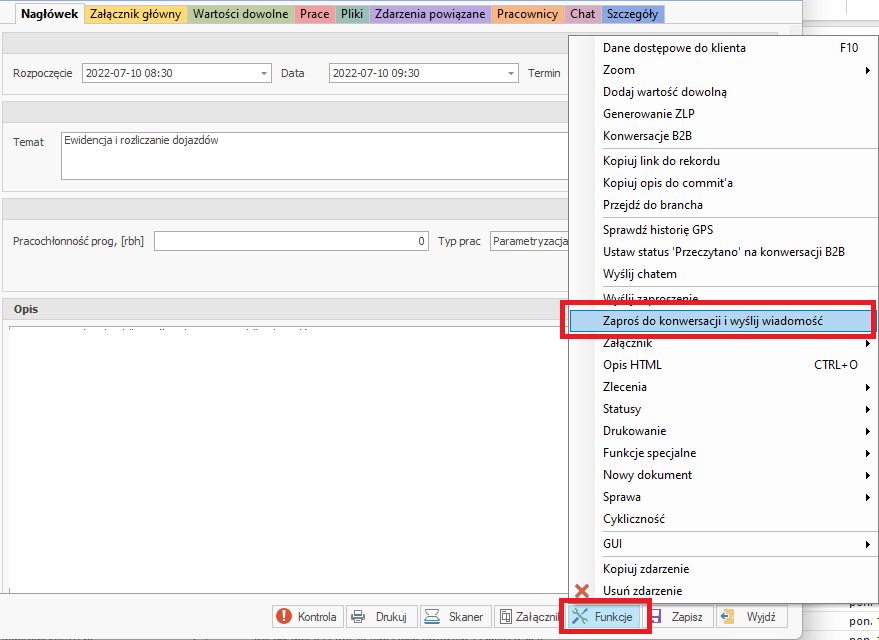 Nagłówek Załącznik główny Wartości dowolne Prace Pliki Zdarzenia powiązane Pracownicy Chat Szczegóły
Rozpoczęcie 2022-07-10 08:30 Data 2022-07-10 09:30 Termin
Temat Ewidencja i rozliczanie dojazdów
Pracochłonność prog, [rbh] 0 Typ prac Parametryzacja
Opis
Dane dostępowe do klienta F10
Zoom
Dodaj wartość dowolną
Generowanie ZLP
Konwersacje B2B
Kopiuj link do rekordu
Kopiuj opis do commit'a
Przejdź do brancha
Sprawdź historię GPS
Ustaw status 'Przeczytano' na konwersacji B2B
Wyślij chatem
Wyślij zaproszenie
Zaproś do konwersacji i wyślij wiadomość
Załącznik
Opis HTML CTRL+O
Zlecenia
Statusy
Drukowanie
Funkcje specjalne
Nowy dokument
Sprawa
Cykliczność
GUI
Kopiuj zdarzenie
Usuń zdarzenie
Kontrola Drukuj Skaner Załączni Funkcje Zapisz Wyjdź
pon.
pon.